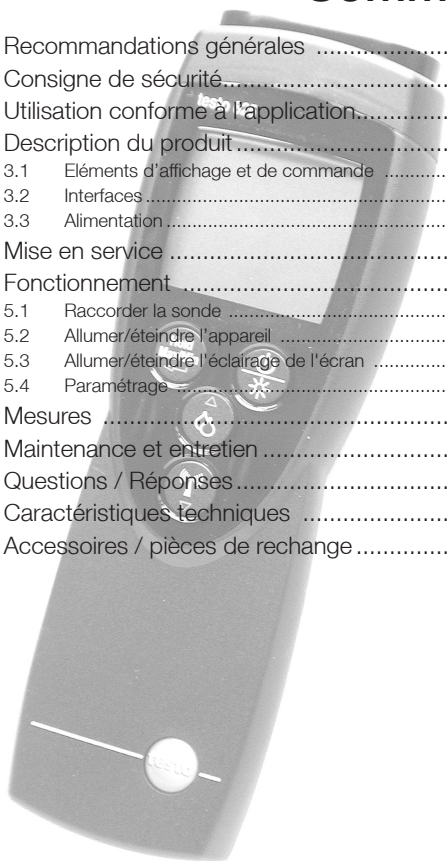 Recommandations générales ....................
Consigne de sécurité..............................
Utilisation conforme à l'application..............
Description du produit..............................
3.1 Eléments d'affichage et de commande ............
3.2 Interfaces..................................................
3.3 Alimentation..............................................
Mise en service ......................................
Fonctionnement ....................................
5.1 Raccorder la sonde ....................................
5.2 Allumer/éteindre l'appareil ..........................
5.3 Allumer/éteindre l'éclairage de l'écran ............
5.4 Paramétrage ............................................
Mesures ................................................
Maintenance et entretien ........................
Questions / Réponses............................
Caractéristiques techniques ....................
Accessoires / pièces de rechange..............
testo